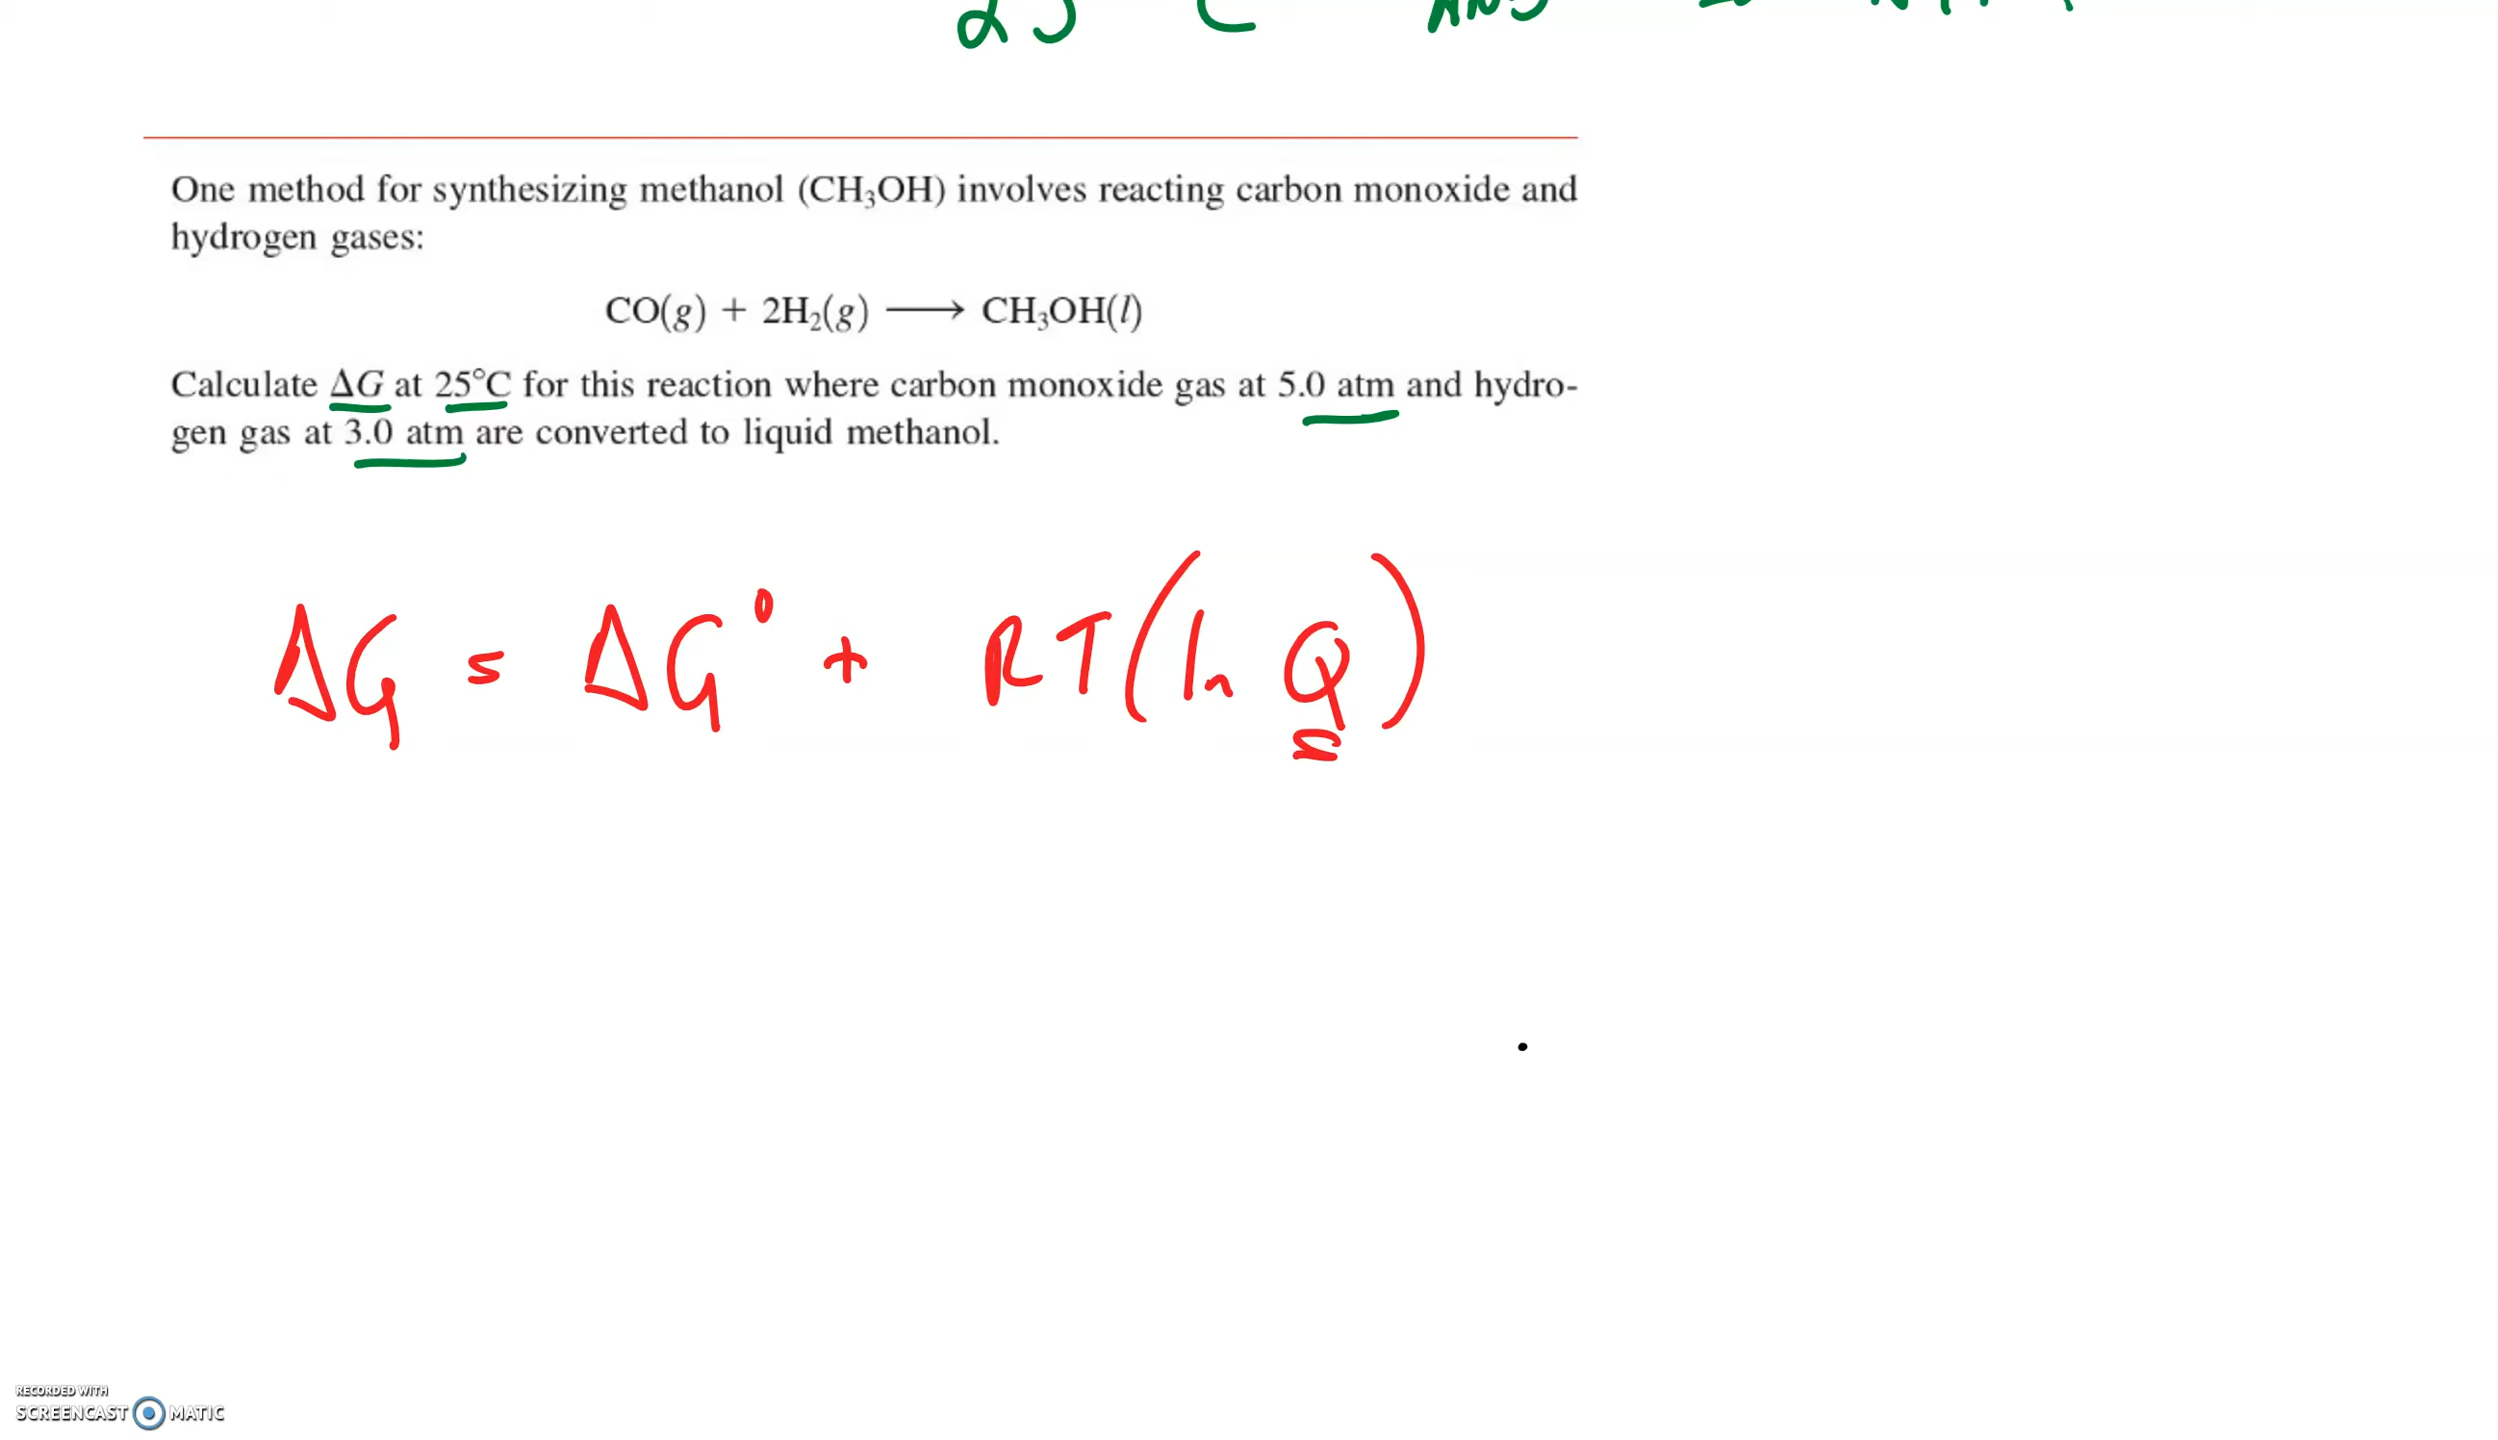 25 C
One method for synthesizing methanol (CH₃OH) involves reacting carbon monoxide and
hydrogen gases:
CO(g) + 2H₂(g) ⟶ CH₃OH(l)
Calculate ΔG at 25°C for this reaction where carbon monoxide gas at 5.0 atm and hydro-
gen gas at 3.0 atm are converted to liquid methanol.
ΔG = ΔG° + RT(ln Q)
RECORDED WITH
SCREENCAST MATIC